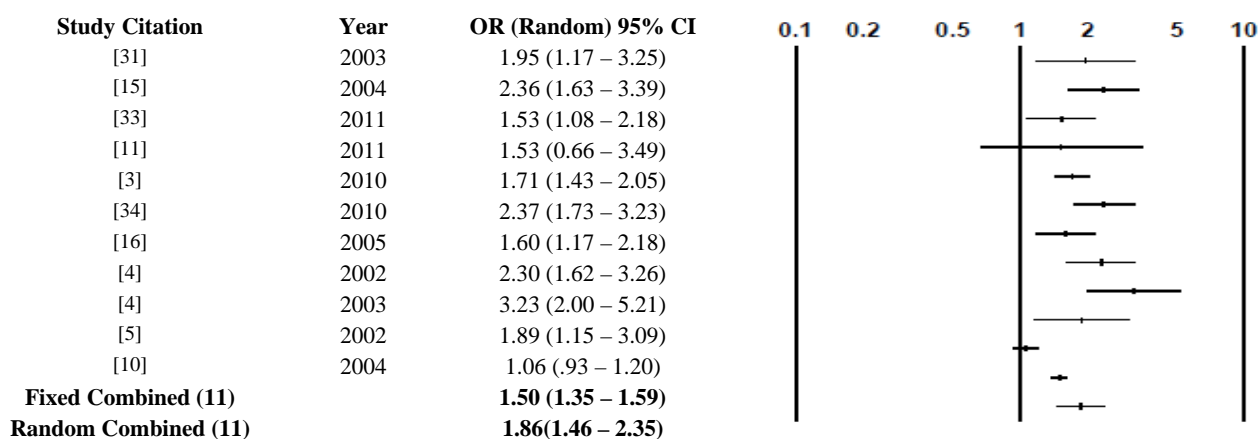 Study Citation Year OR (Random) 95% CI 0.1 0.2 0.5 1 2 5 10
[31] 2003 1.95 (1.17 – 3.25)
[15] 2004 2.36 (1.63 – 3.39)
[33] 2011 1.53 (1.08 – 2.18)
[11] 2011 1.53 (0.66 – 3.49)
[3] 2010 1.71 (1.43 – 2.05)
[34] 2010 2.37 (1.73 – 3.23)
[16] 2005 1.60 (1.17 – 2.18)
[4] 2002 2.30 (1.62 – 3.26)
[4] 2003 3.23 (2.00 – 5.21)
[5] 2002 1.89 (1.15 – 3.09)
[10] 2004 1.06 (.93 – 1.20)
Fixed Combined (11) 1.50 (1.35 – 1.59)
Random Combined (11) 1.86(1.46 – 2.35)